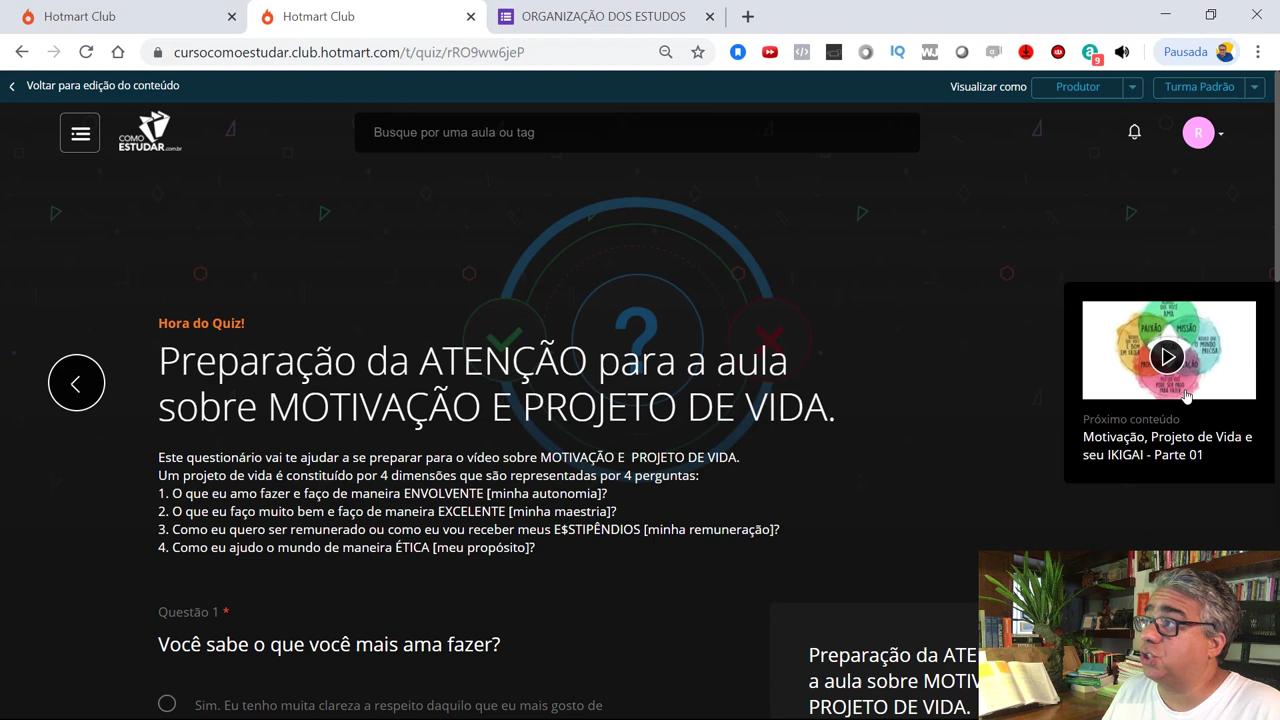 Hotmart Club
Hotmart Club
ORGANIZAÇÃO DOS ESTUDOS
cursocomoestudar.club.hotmart.com/t/quiz/rRO9ww6jeP
IQ
WJ
9
Pausada
Voltar para edição do conteúdo
Visualizar como
Produtor
Turma Padrão
COMO
ESTUDAR.com.br
Busque por uma aula ou tag
R
Hora do Quiz!
Preparação da ATENÇÃO para a aula
sobre MOTIVAÇÃO E PROJETO DE VIDA.
Este questionário vai te ajudar a se preparar para o vídeo sobre MOTIVAÇÃO E PROJETO DE VIDA.
Um projeto de vida é constituído por 4 dimensões que são representadas por 4 perguntas:
1. O que eu amo fazer e faço de maneira ENVOLVENTE [minha autonomia]?
2. O que eu faço muito bem e faço de maneira EXCELENTE [minha maestria]?
3. Como eu quero ser remunerado ou como eu vou receber meus E$STIPÊNDIOS [minha remuneração]?
4. Como eu ajudo o mundo de maneira ÉTICA [meu propósito]?
PAIXÃO
MISSÃO
Próximo conteúdo
Motivação, Projeto de Vida e
seu IKIGAI - Parte 01
Questão 1 *
Você sabe o que você mais ama fazer?
Sim. Eu tenho muita clareza a respeito daquilo que eu mais gosto de
Preparação da ATE
a aula sobre MOTIV
PROJETO DE VIDA.